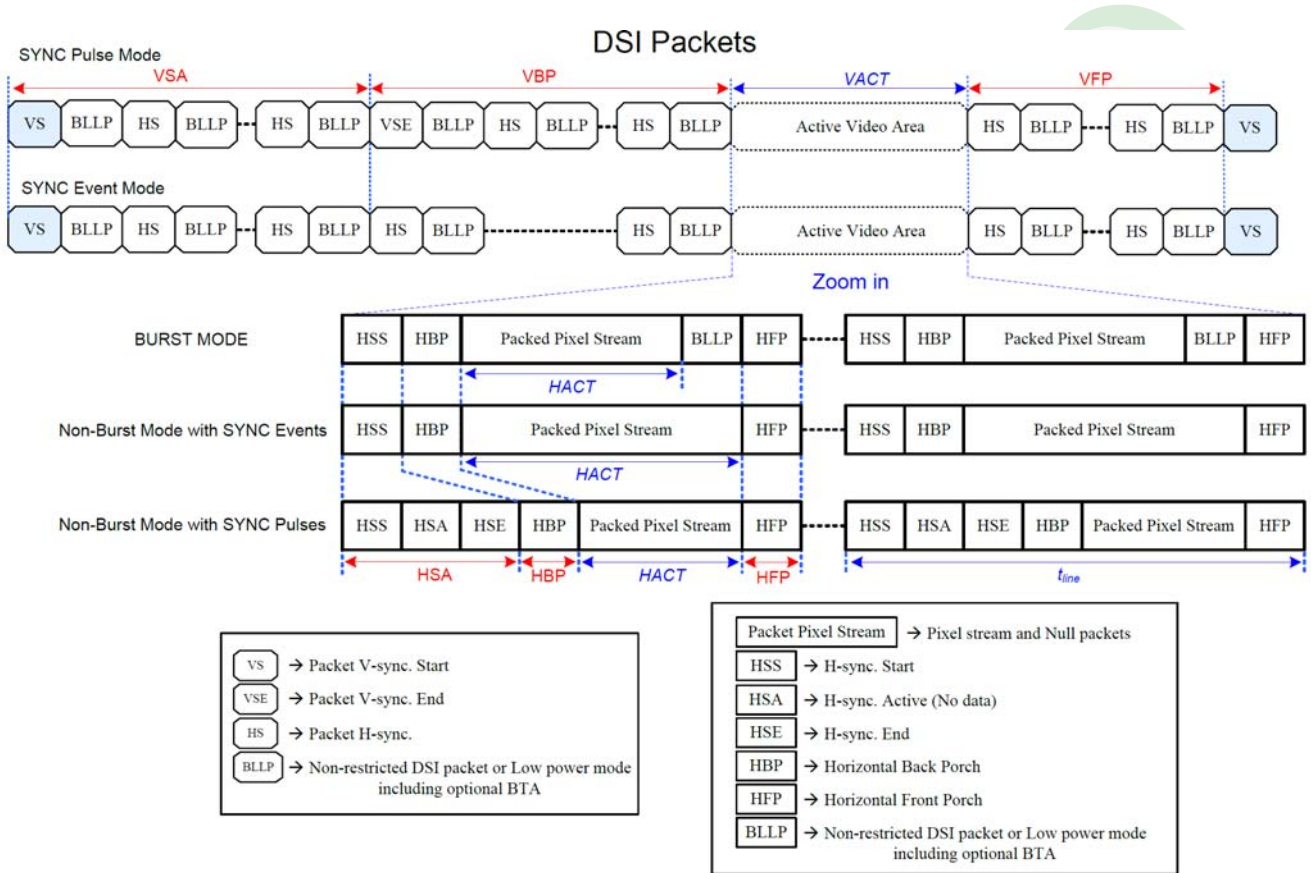 DSI Packets
SYNC Pulse Mode
VSA VBP VACT VFP
VS BLLP HS BLLP HS BLLP VSE BLLP HS BLLP HS BLLP Active Video Area HS BLLP HS BLLP VS
SYNC Event Mode
VS BLLP HS BLLP HS BLLP HS BLLP HS BLLP Active Video Area HS BLLP HS BLLP VS
Zoom in
BURST MODE HSS HBP Packed Pixel Stream BLLP HFP HSS HBP Packed Pixel Stream BLLP HFP
HACT
Non-Burst Mode with SYNC Events HSS HBP Packed Pixel Stream HFP HSS HBP Packed Pixel Stream HFP
HACT
Non-Burst Mode with SYNC Pulses HSS HSA HSE HBP Packed Pixel Stream HFP HSS HSA HSE HBP Packed Pixel Stream HFP
HSA HBP HACT HFP tline
VS → Packet V-sync. Start
VSE → Packet V-sync. End
HS → Packet H-sync.
BLLP → Non-restricted DSI packet or Low power mode
including optional BTA
Packet Pixel Stream → Pixel stream and Null packets
HSS → H-sync. Start
HSA → H-sync. Active (No data)
HSE → H-sync. End
HBP → Horizontal Back Porch
HFP → Horizontal Front Porch
BLLP → Non-restricted DSI packet or Low power mode
including optional BTA